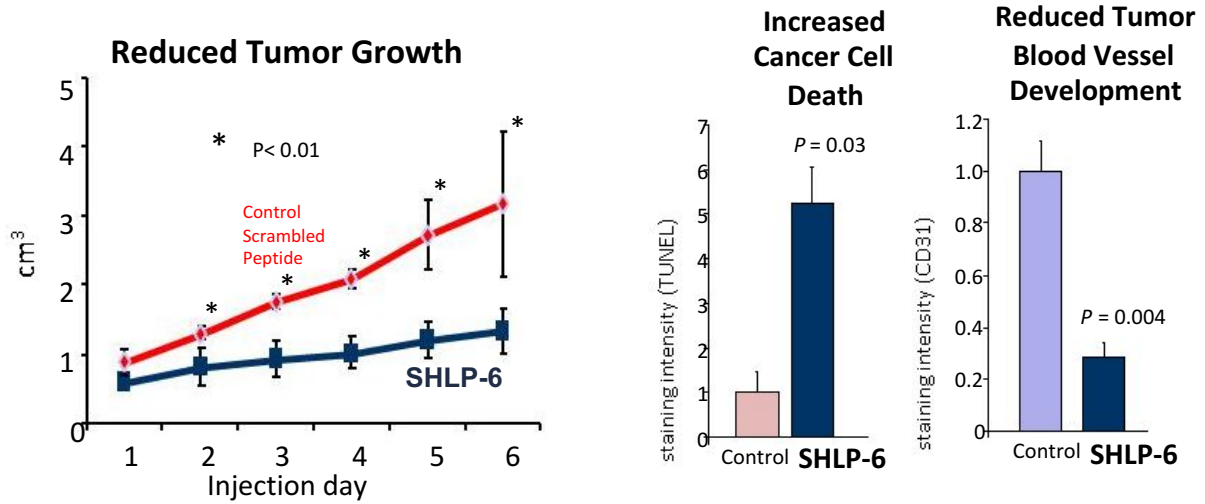 Reduced Tumor Growth
5
4
3
2
1
0
cm³
*
P< 0.01
Control
Scrambled
Peptide
*
*
*
*
*
SHLP-6
1 2 3 4 5 6
Injection day
Increased
Cancer Cell
Death
7
6
5
4
3
2
1
0
staining intensity (TUNEL)
P = 0.03
Control SHLP-6
Reduced Tumor
Blood Vessel
Development
1.2
1.0
0.8
0.6
0.4
0.2
0
staining intensity (CD31)
P = 0.004
Control SHLP-6